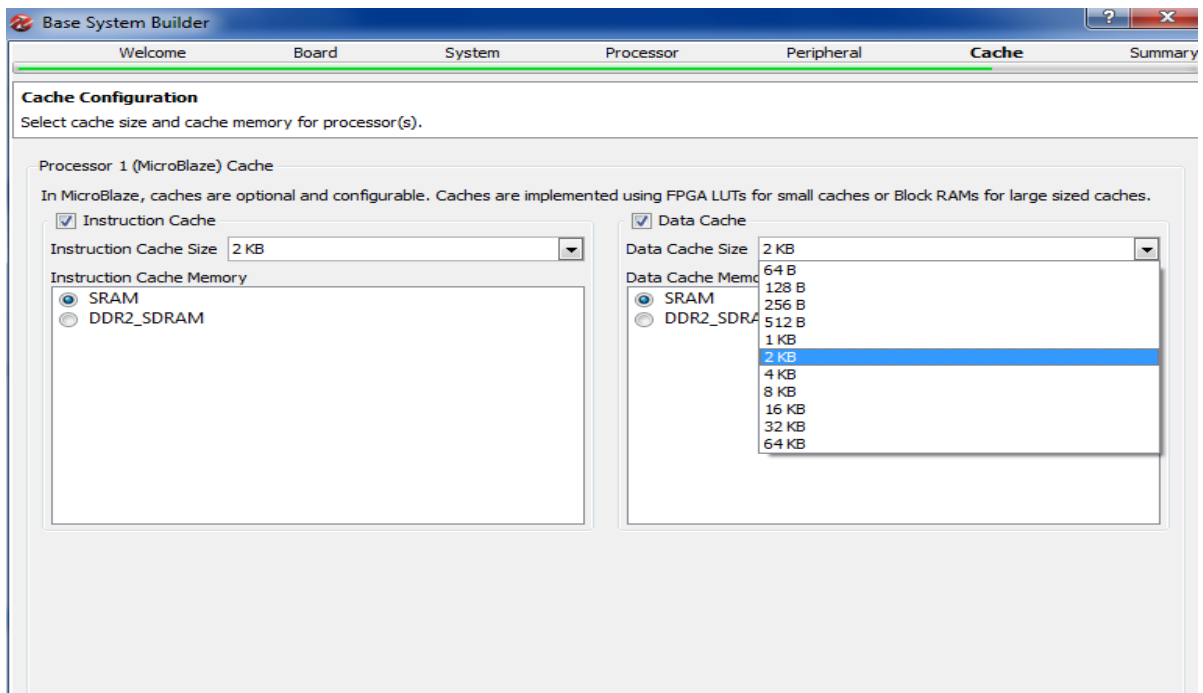 Base System Builder
Welcome Board System Processor Peripheral Cache Summary
Cache Configuration
Select cache size and cache memory for processor(s).
Processor 1 (MicroBlaze) Cache
In MicroBlaze, caches are optional and configurable. Caches are implemented using FPGA LUTs for small caches or Block RAMs for large sized caches.
Instruction Cache
Instruction Cache Size 2 KB
Instruction Cache Memory
SRAM
DDR2_SDRAM
Data Cache
Data Cache Size 2 KB
Data Cache Memo
SRAM
DDR2_SDRA
64 B
128 B
256 B
512 B
1 KB
2 KB
4 KB
8 KB
16 KB
32 KB
64 KB